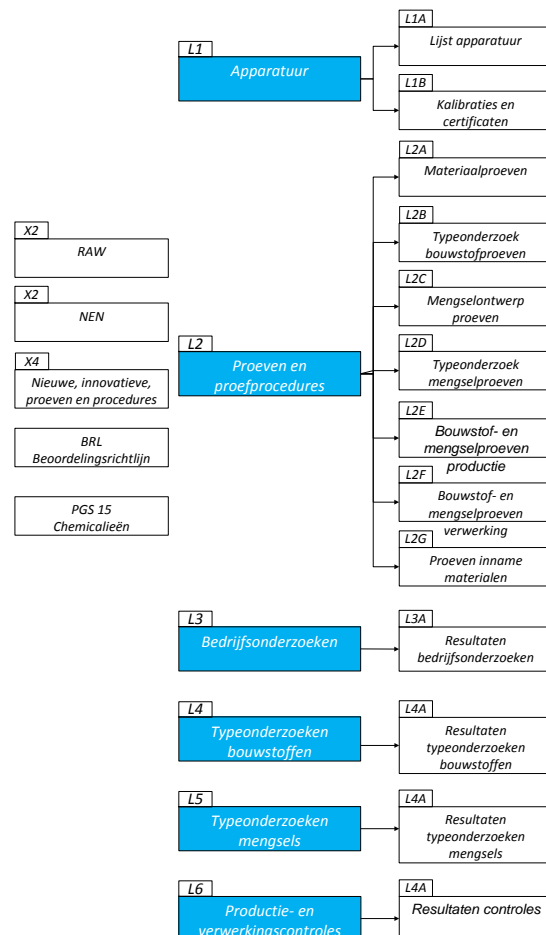 L1
Apparatuur
L1A
Lijst apparatuur
L1B
Kalibraties en
certificaten
X2
RAW
X2
NEN
X4
Nieuwe, innovatieve,
proeven en procedures
BRL
Beoordelingsrichtlijn
PGS 15
Chemicalieën
L2
Proeven en
proefprocedures
L2A
Materiaalproeven
L2B
Typeonderzoek
bouwstofproeven
L2C
Mengselontwerp
proeven
L2D
Typeonderzoek
mengselproeven
L2E
Bouwstof- en
mengselproeven
productie
L2F
Bouwstof- en
mengselproeven
verwerking
L2G
Proeven inname
materialen
L3
Bedrijfsonderzoeken
L3A
Resultaten
bedrijfsonderzoeken
L4
Typeonderzoeken
bouwstoffen
L4A
Resultaten
typeonderzoeken
bouwstoffen
L5
Typeonderzoeken
mengsels
L4A
Resultaten
typeonderzoeken
mengsels
L6
Productie- en
verwerkingscontroles
L4A
Resultaten controles